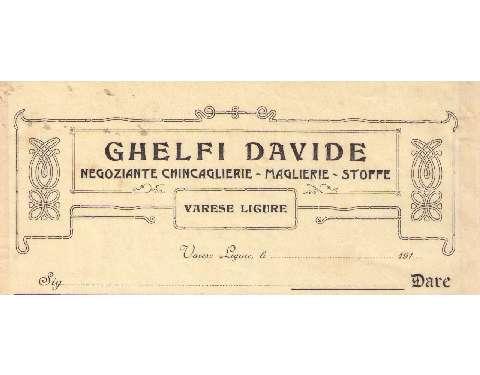 GHELFI DAVIDE
NEGOZIANTE CHINCAGLIERIE - MAGLIERIE - STOFFE
VARESE LIGURE
Varese Ligure, li ........ 191
Sig ........ Dare